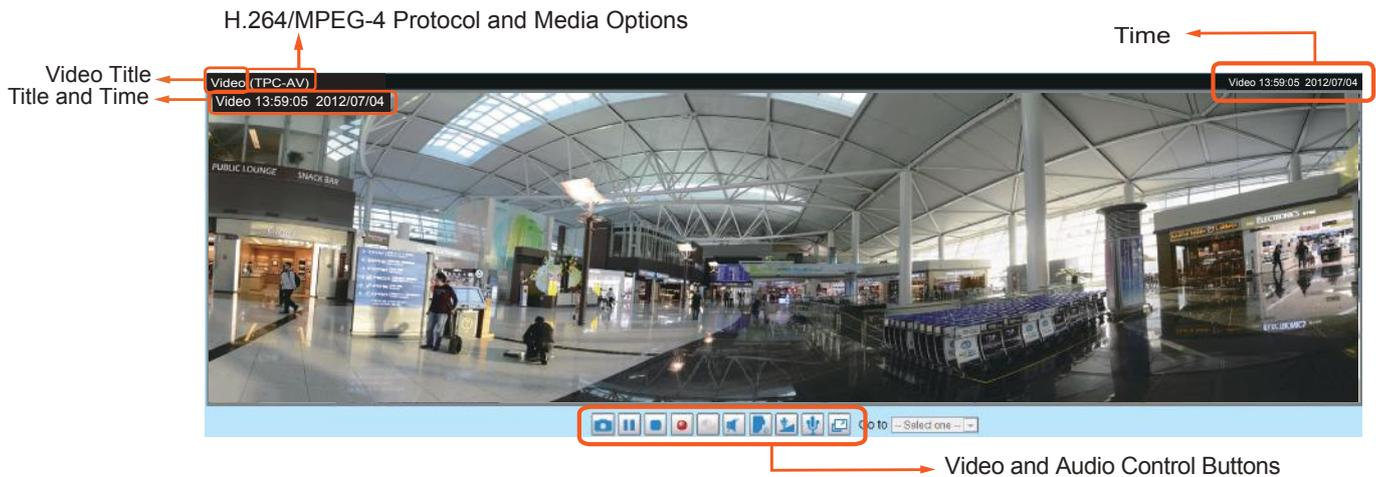 H.264/MPEG-4 Protocol and Media Options
Time
Video Title
Video (TPC-AV)
Video 13:59:05 2012/07/04
Title and Time
Video 13:59:05 2012/07/04
PUBLIC LOUNGE SNACK BAR
ELECTRONICS
Go to
-- Select one --
Video and Audio Control Buttons